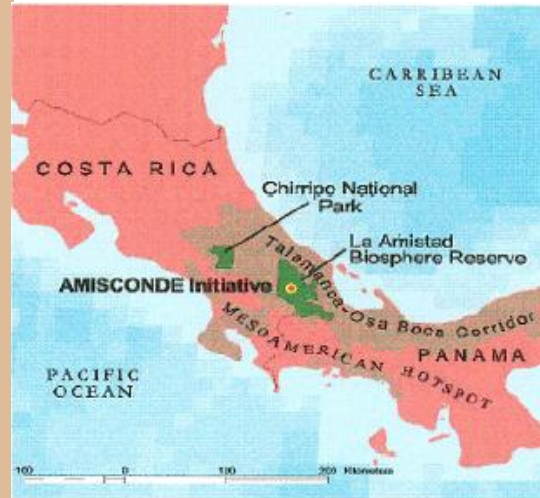 CARRIBEAN
SEA
COSTA RICA
Chirripo National
Park
Talamanca-Osa Boca Corridor
La Amistad
Biosphere Reserve
AMISCONDE Initiative
MESOAMERICAN HOTSPOT
PANAMA
PACIFIC
OCEAN
100 0 100 200 Kilometers